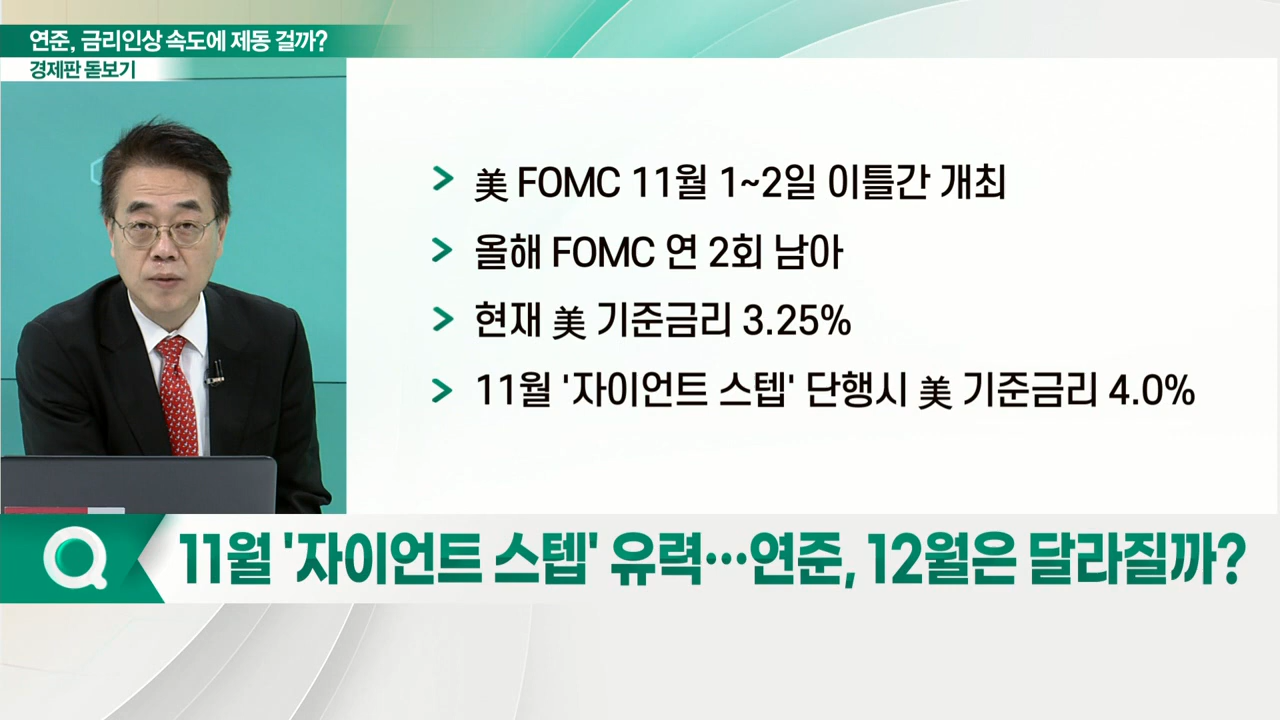 연준, 금리인상 속도에 제동 걸까?
경제판 돋보기
> 美 FOMC 11월 1~2일 이틀간 개최
> 올해 FOMC 연 2회 남아
> 현재 美 기준금리 3.25%
> 11월 '자이언트 스텝' 단행시 美 기준금리 4.0%
11월 '자이언트 스텝' 유력…연준, 12월은 달라질까?